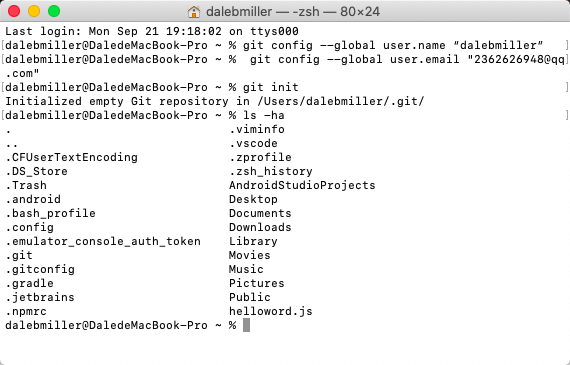 dalebmiller — -zsh — 80×24
Last login: Mon Sep 21 19:18:02 on ttys000
[dalebmiller@DaledeMacBook-Pro ~ % git config --global user.name “dalebmiller” ]
[dalebmiller@DaledeMacBook-Pro ~ %  git config --global user.email "2362626948@qq]
.com"
[dalebmiller@DaledeMacBook-Pro ~ % git init ]
Initialized empty Git repository in /Users/dalebmiller/.git/
[dalebmiller@DaledeMacBook-Pro ~ % ls -ha ]
. .viminfo
.. .vscode
.CFUserTextEncoding .zprofile
.DS_Store .zsh_history
.Trash AndroidStudioProjects
.android Desktop
.bash_profile Documents
.config Downloads
.emulator_console_auth_token Library
.git Movies
.gitconfig Music
.gradle Pictures
.jetbrains Public
.npmrc helloword.js
dalebmiller@DaledeMacBook-Pro ~ %